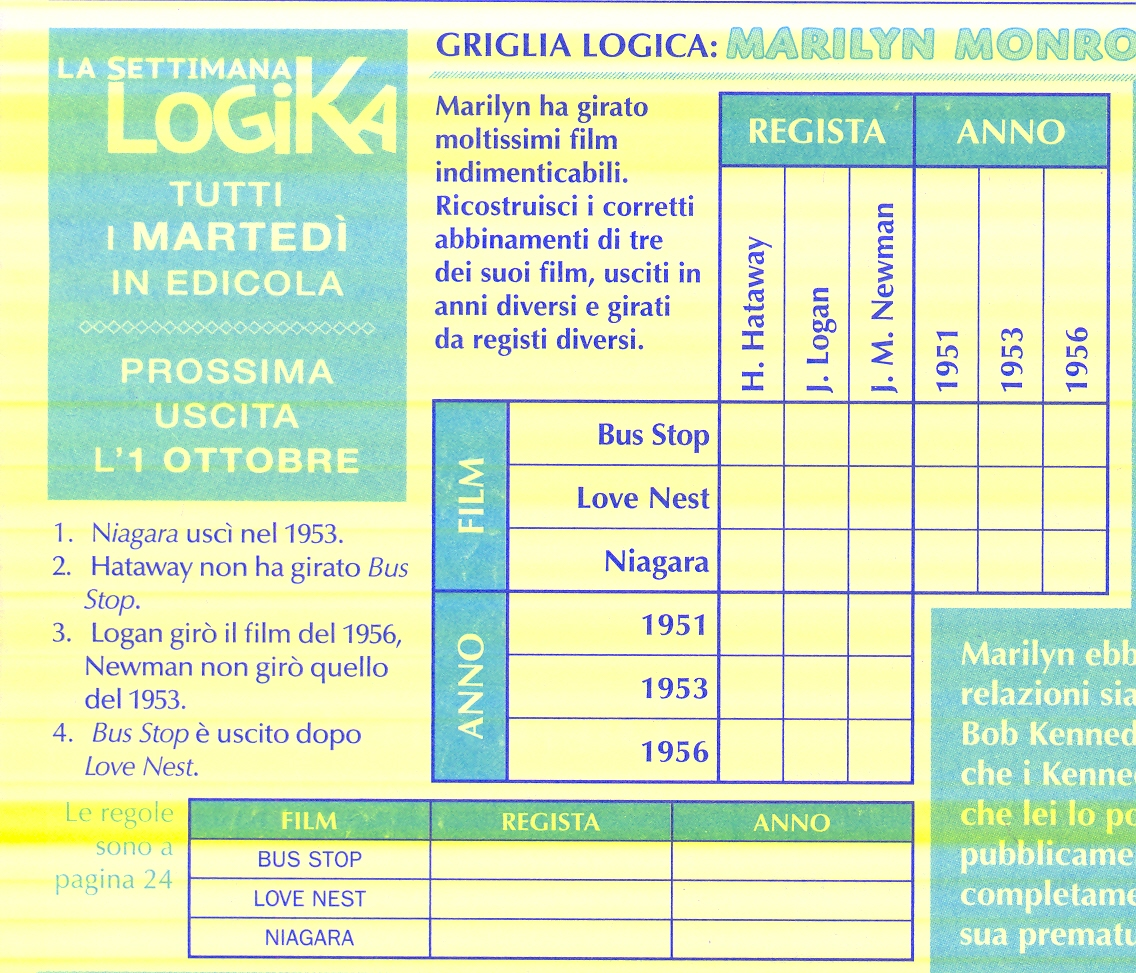 LA SETTIMANA
LOGiKA
TUTTI
I MARTEDÌ
IN EDICOLA
PROSSIMA
USCITA
L'1 OTTOBRE
GRIGLIA LOGICA: MARILYN MONRO
Marilyn ha girato
moltissimi film
indimenticabili.
Ricostruisci i corretti
abbinamenti di tre
dei suoi film, usciti in
anni diversi e girati
da registi diversi.
REGISTA ANNO
H. Hataway
J. Logan
J. M. Newman
1951
1953
1956
FILM
Bus Stop
Love Nest
Niagara
ANNO
1951
1953
1956
1. Niagara uscì nel 1953.
2. Hataway non ha girato Bus
Stop.
3. Logan girò il film del 1956,
Newman non girò quello
del 1953.
4. Bus Stop è uscito dopo
Love Nest.
Le regole
sono a
pagina 24
FILM REGISTA ANNO
BUS STOP
LOVE NEST
NIAGARA
Marilyn ebb
relazioni sia
Bob Kenned
che i Kenne
che lei lo po
pubblicame
completame
sua prematu